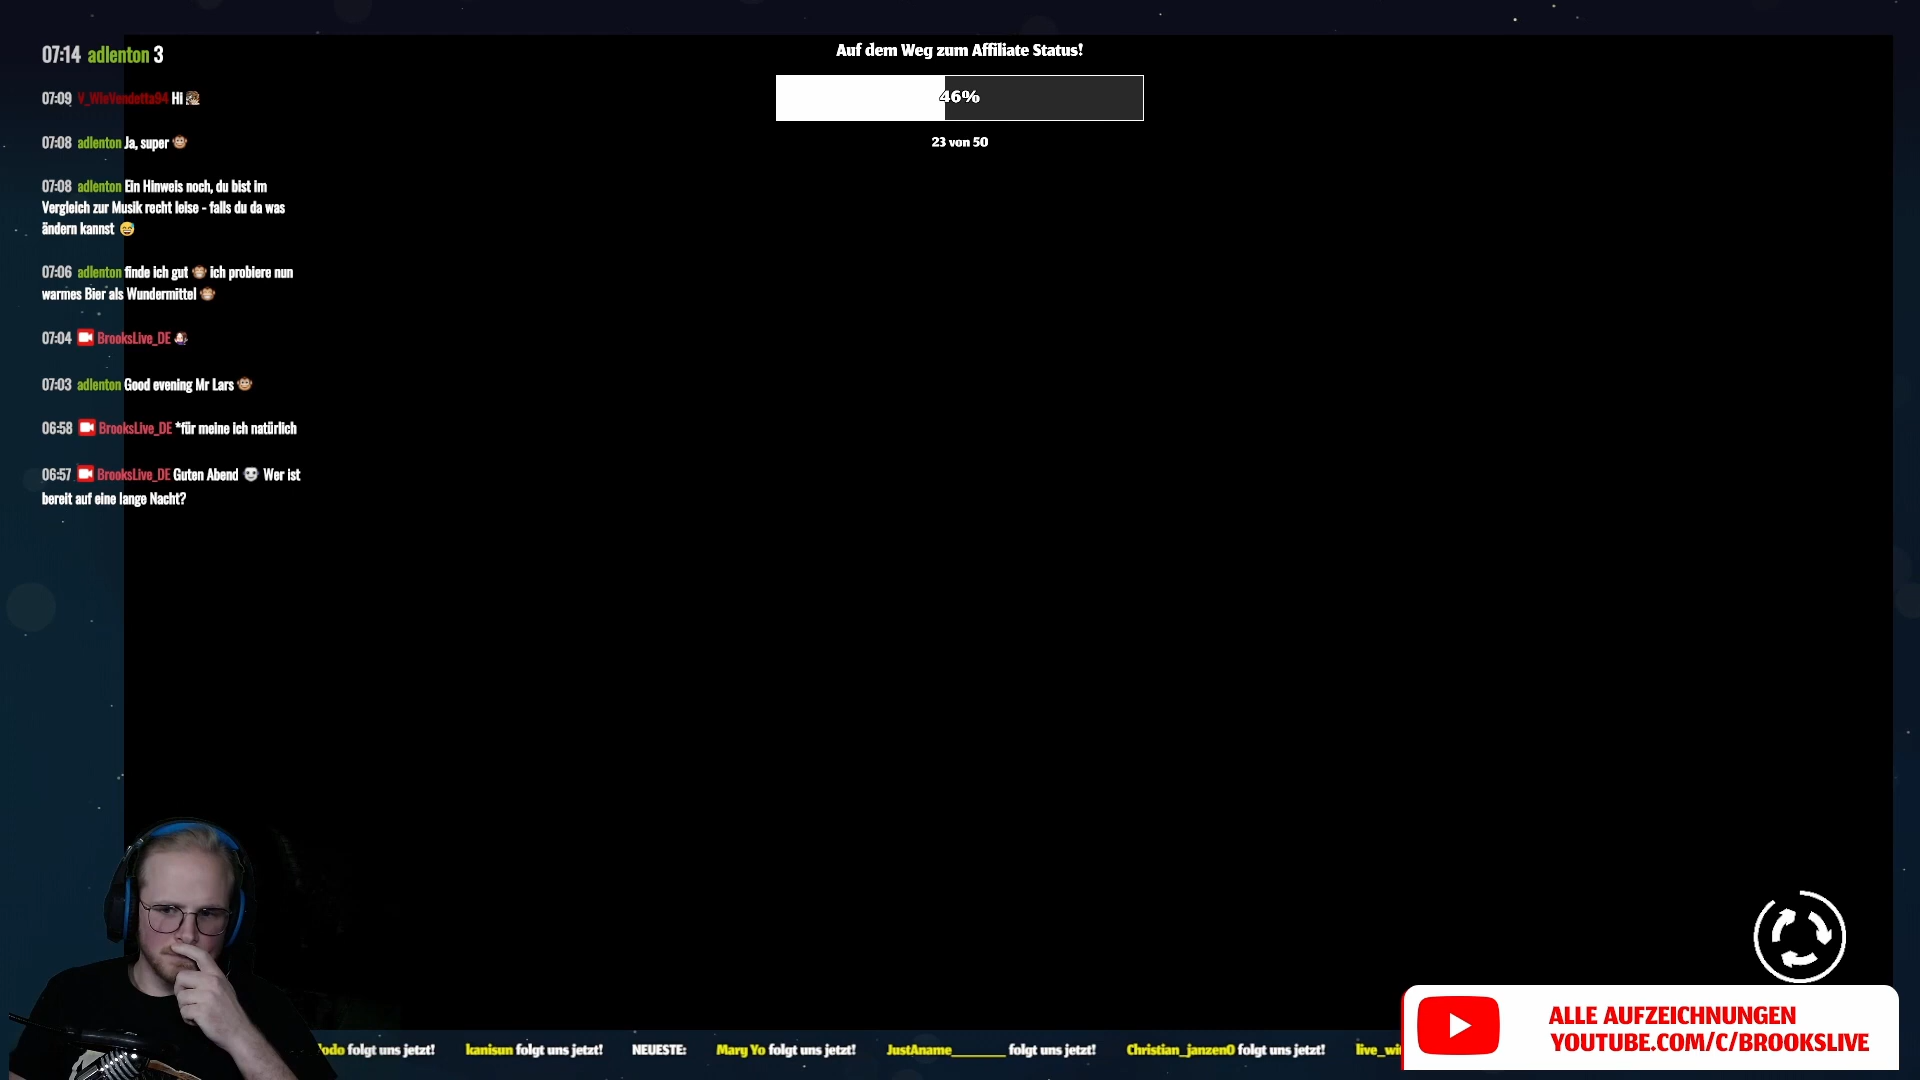 07:14 adlenton 3
07:09 V_WieVendetta94 Hi
07:08 adlenton Ja, super
07:08 adlenton Ein Hinweis noch, du bist im
Vergleich zur Musik recht leise - falls du da was
ändern kannst
07:06 adlenton finde ich gut ich probiere nun
warmes Bier als Wundermittel
07:04 BrooksLive_DE
07:03 adlenton Good evening Mr Lars
06:58 BrooksLive_DE *für meine ich natürlich
06:57 BrooksLive_DE Guten Abend Wer ist
bereit auf eine lange Nacht?
Auf dem Weg zum Affiliate Status!
46%
23 von 50
folgt uns jetzt! kanisun folgt uns jetzt! NEUESTE: Mary Yo folgt uns jetzt! JustAname________ folgt uns jetzt! Christian_janzen0 folgt uns jetzt!
ALLE AUFZEICHNUNGEN
YOUTUBE.COM/C/BROOKSLIVE